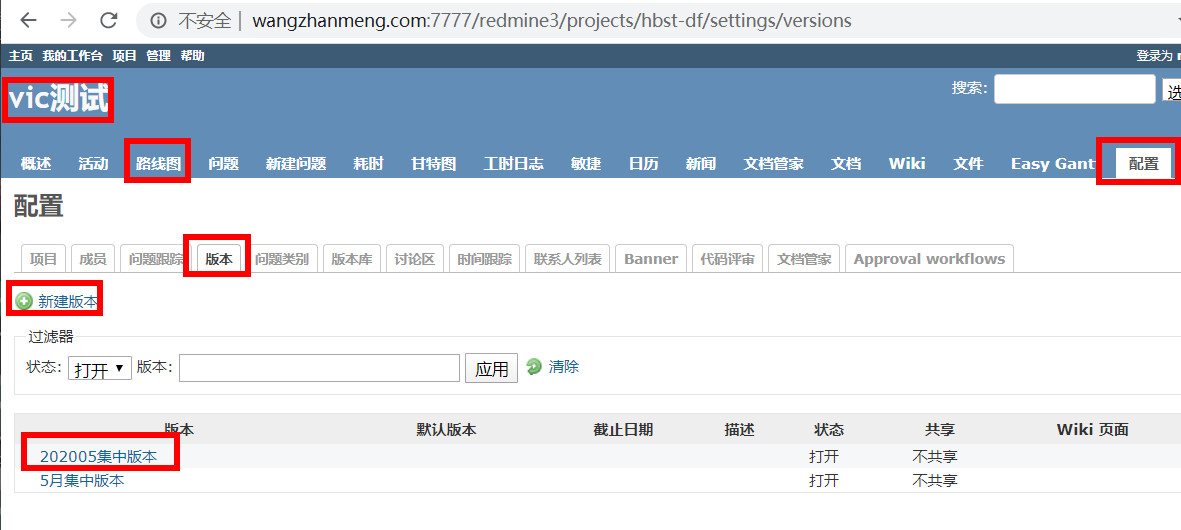 不安全 | wangzhanmeng.com:7777/redmine3/projects/hbst-df/settings/versions
主页 我的工作台 项目 管理 帮助 登录为
vic测试 搜索: 选
概述 活动 路线图 问题 新建问题 耗时 甘特图 工时日志 敏捷 日历 新闻 文档管家 文档 Wiki 文件 Easy Gant 配置
配置
项目 成员 问题跟踪 版本 问题类别 版本库 讨论区 时间跟踪 联系人列表 Banner 代码评审 文档管家 Approval workflows
新建版本
过滤器
状态: 打开 版本: 应用 清除
版本 默认版本 截止日期 描述 状态 共享 Wiki 页面
202005集中版本 打开 不共享
5月集中版本 打开 不共享